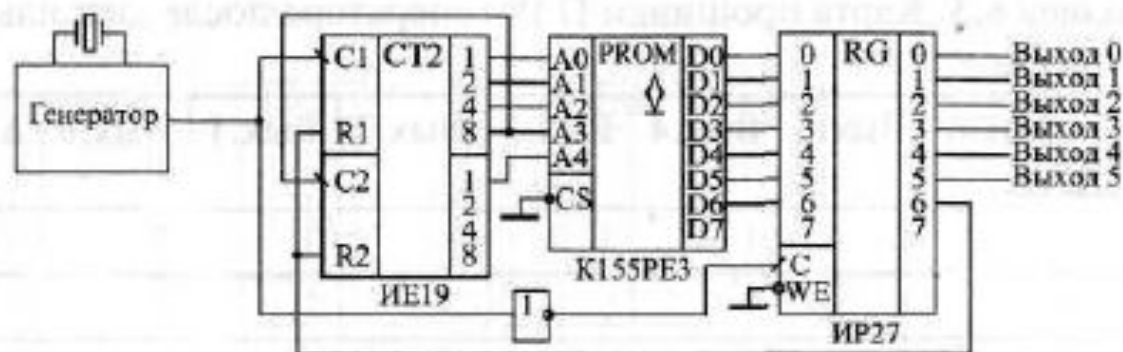 Генератор
C1
R1
C2
R2
CT2
1
2
4
8
1
2
4
8
ИЕ19
A0
A1
A2
A3
A4
CS
PROM
D0
D1
D2
D3
D4
D5
D6
D7
К155РЕ3
1
0
1
2
3
4
5
6
7
C
WE
RG
0
1
2
3
4
5
6
7
ИР27
Выход 0
Выход 1
Выход 2
Выход 3
Выход 4
Выход 5